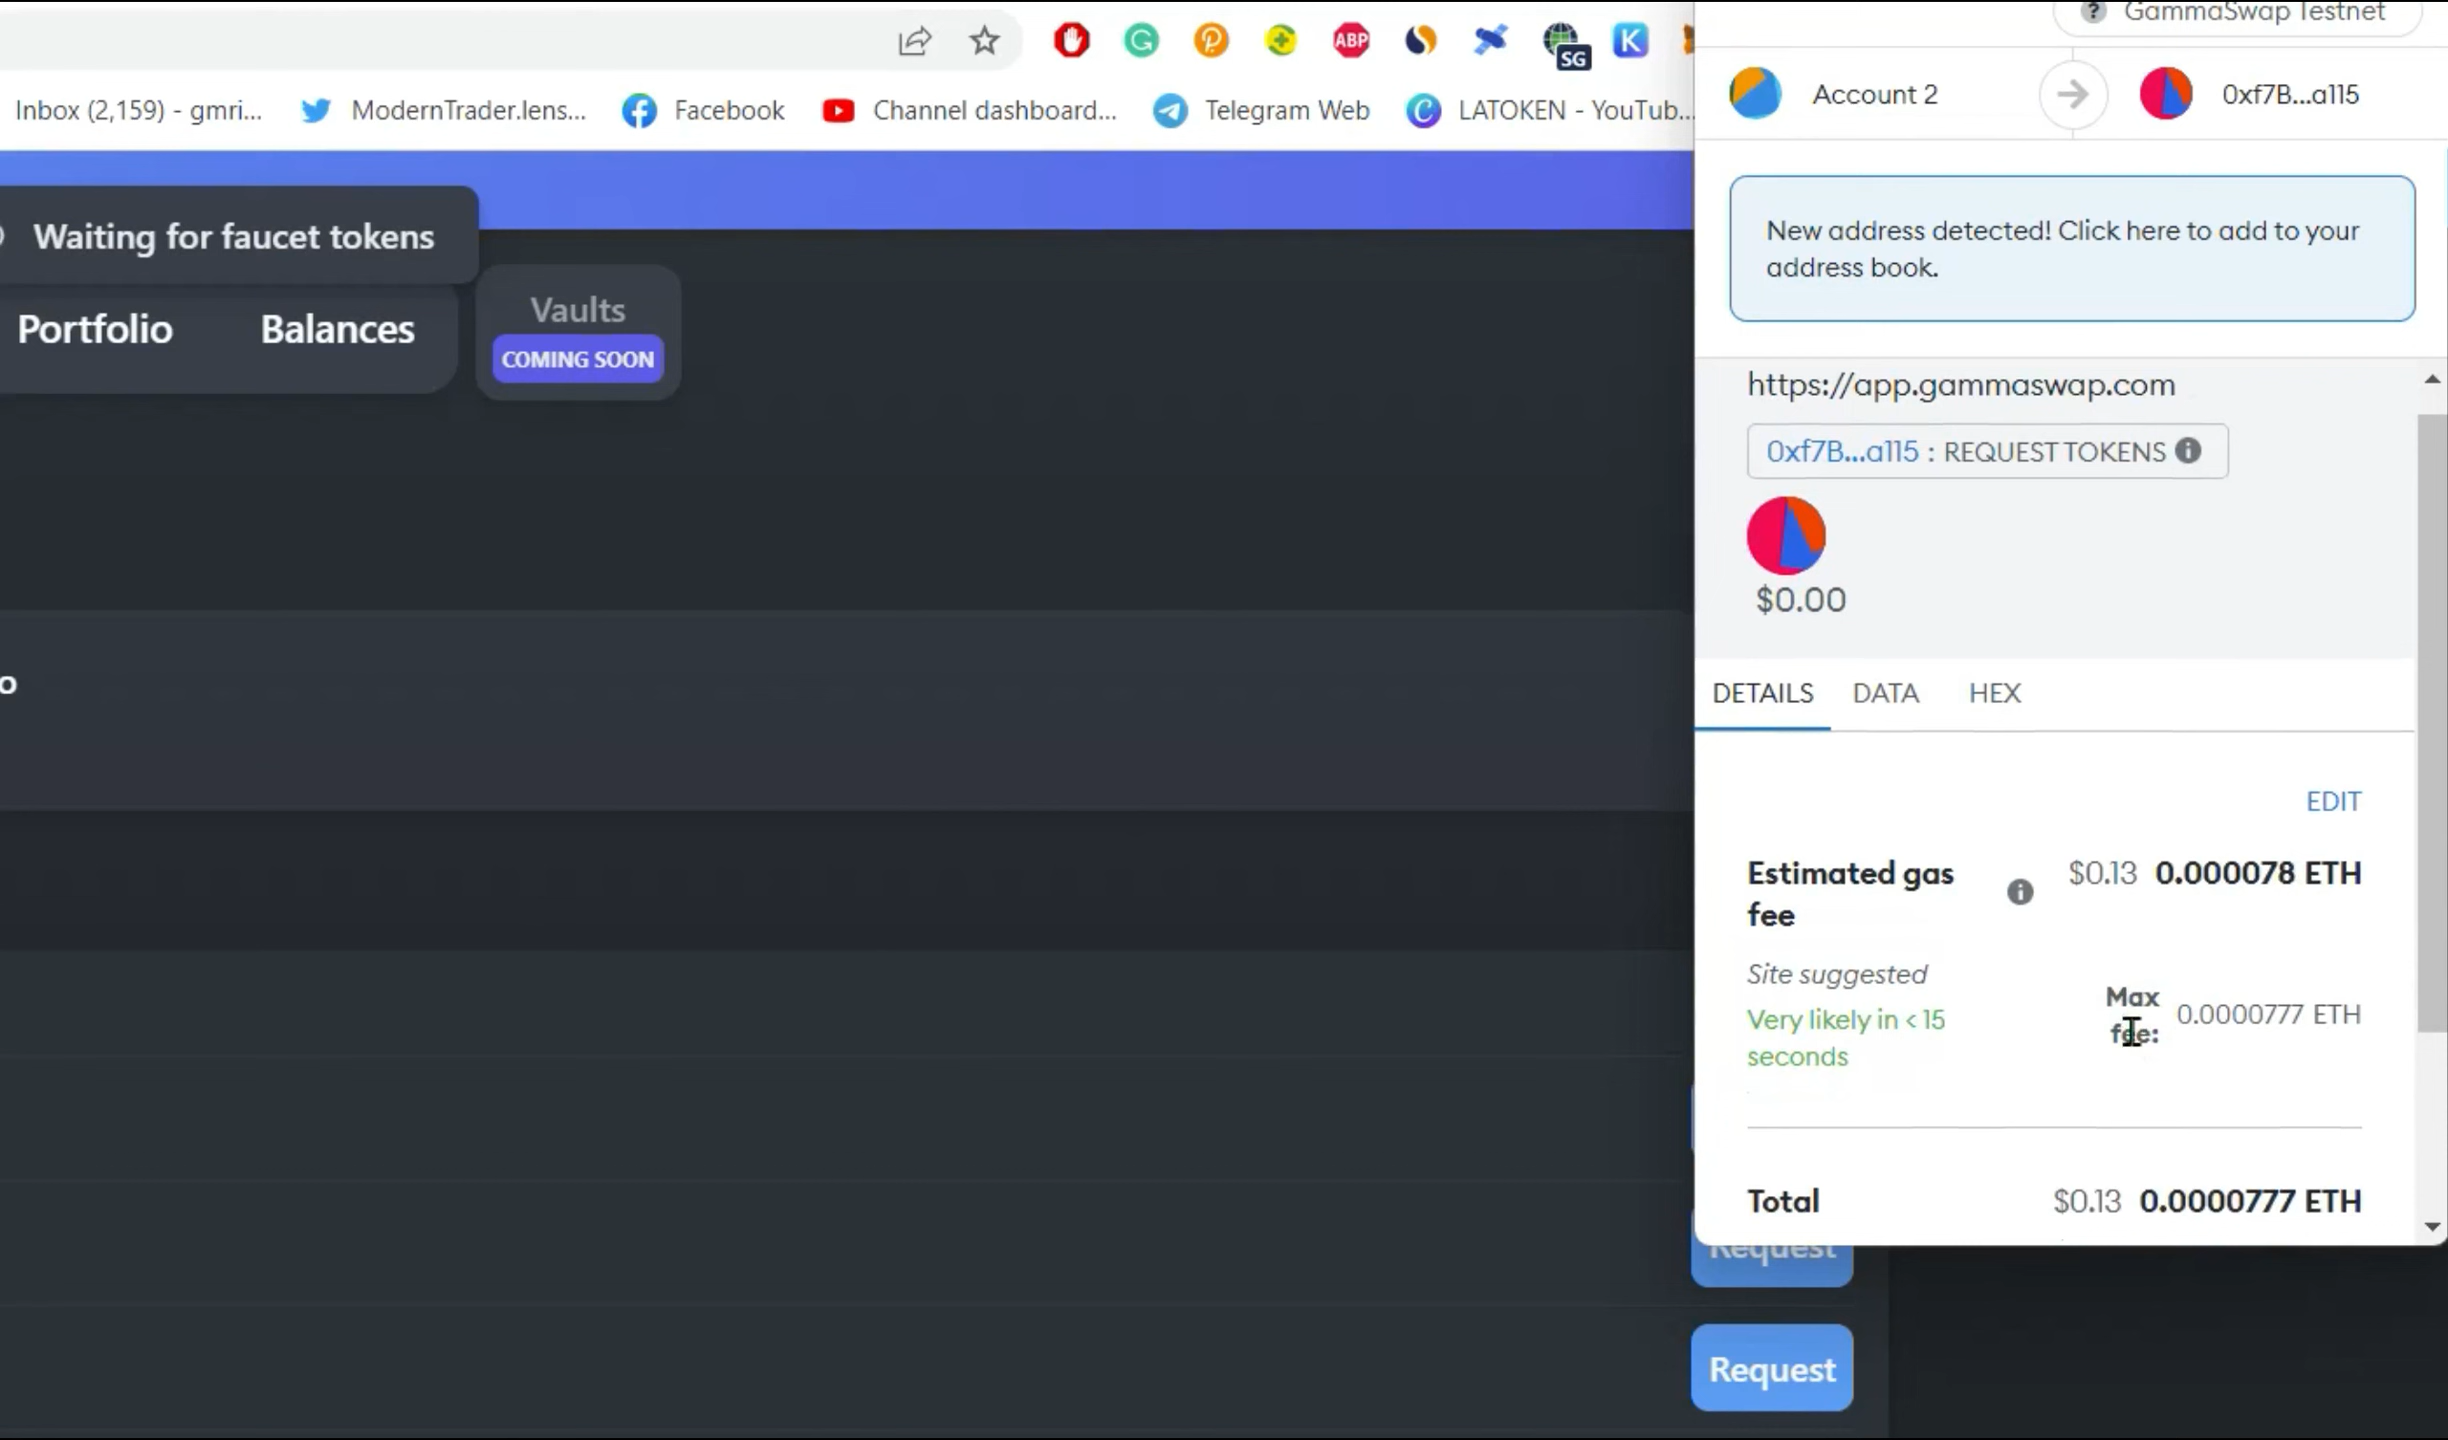 GammaSwap Testnet
ABP
SG
K
Inbox (2,159) - gmri...
ModernTrader.lens...
Facebook
Channel dashboard...
Telegram Web
LATOKEN - YouTub...
Account 2
0xf7B...a115
New address detected! Click here to add to your
address book.
Waiting for faucet tokens
Portfolio
Balances
Vaults
COMING SOON
https://app.gammaswap.com
0xf7B...a115 : REQUEST TOKENS
$0.00
DETAILS
DATA
HEX
EDIT
Estimated gas
fee
$0.13 0.000078 ETH
Site suggested
Very likely in < 15
seconds
Max
fee:
0.0000777 ETH
Total
$0.13 0.0000777 ETH
Request
Request